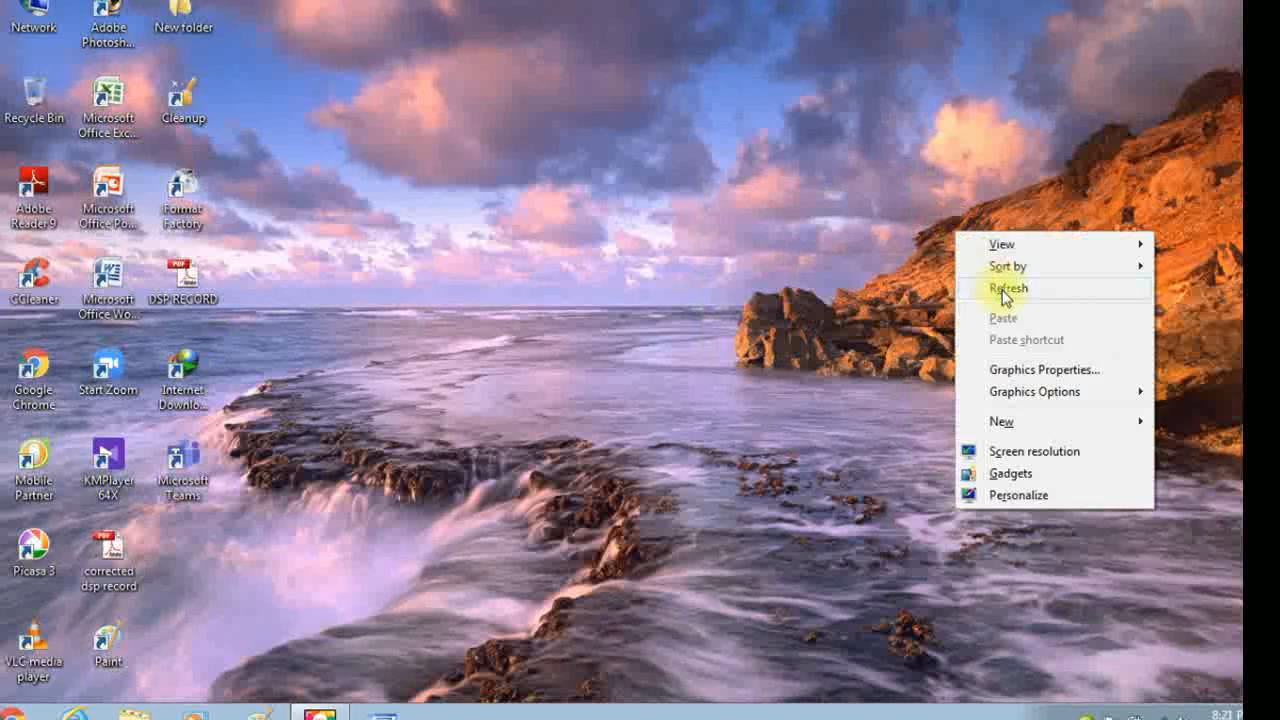 Network
Adobe
Photosh...
New folder
Recycle Bin
Microsoft
Office Exc...
Cleanup
Adobe
Reader 9
Microsoft
Office Po...
Format
Factory
CCleaner
Microsoft
Office Wo...
DSP RECORD
Google
Chrome
Start Zoom
Internet
Downlo...
Mobile
Partner
KMPlayer
64X
Microsoft
Teams
Picasa 3
corrected
dsp record
VLC media
player
Paint
View
Sort by
Refresh
Paste
Paste shortcut
Graphics Properties...
Graphics Options
New
Screen resolution
Gadgets
Personalize
8:21